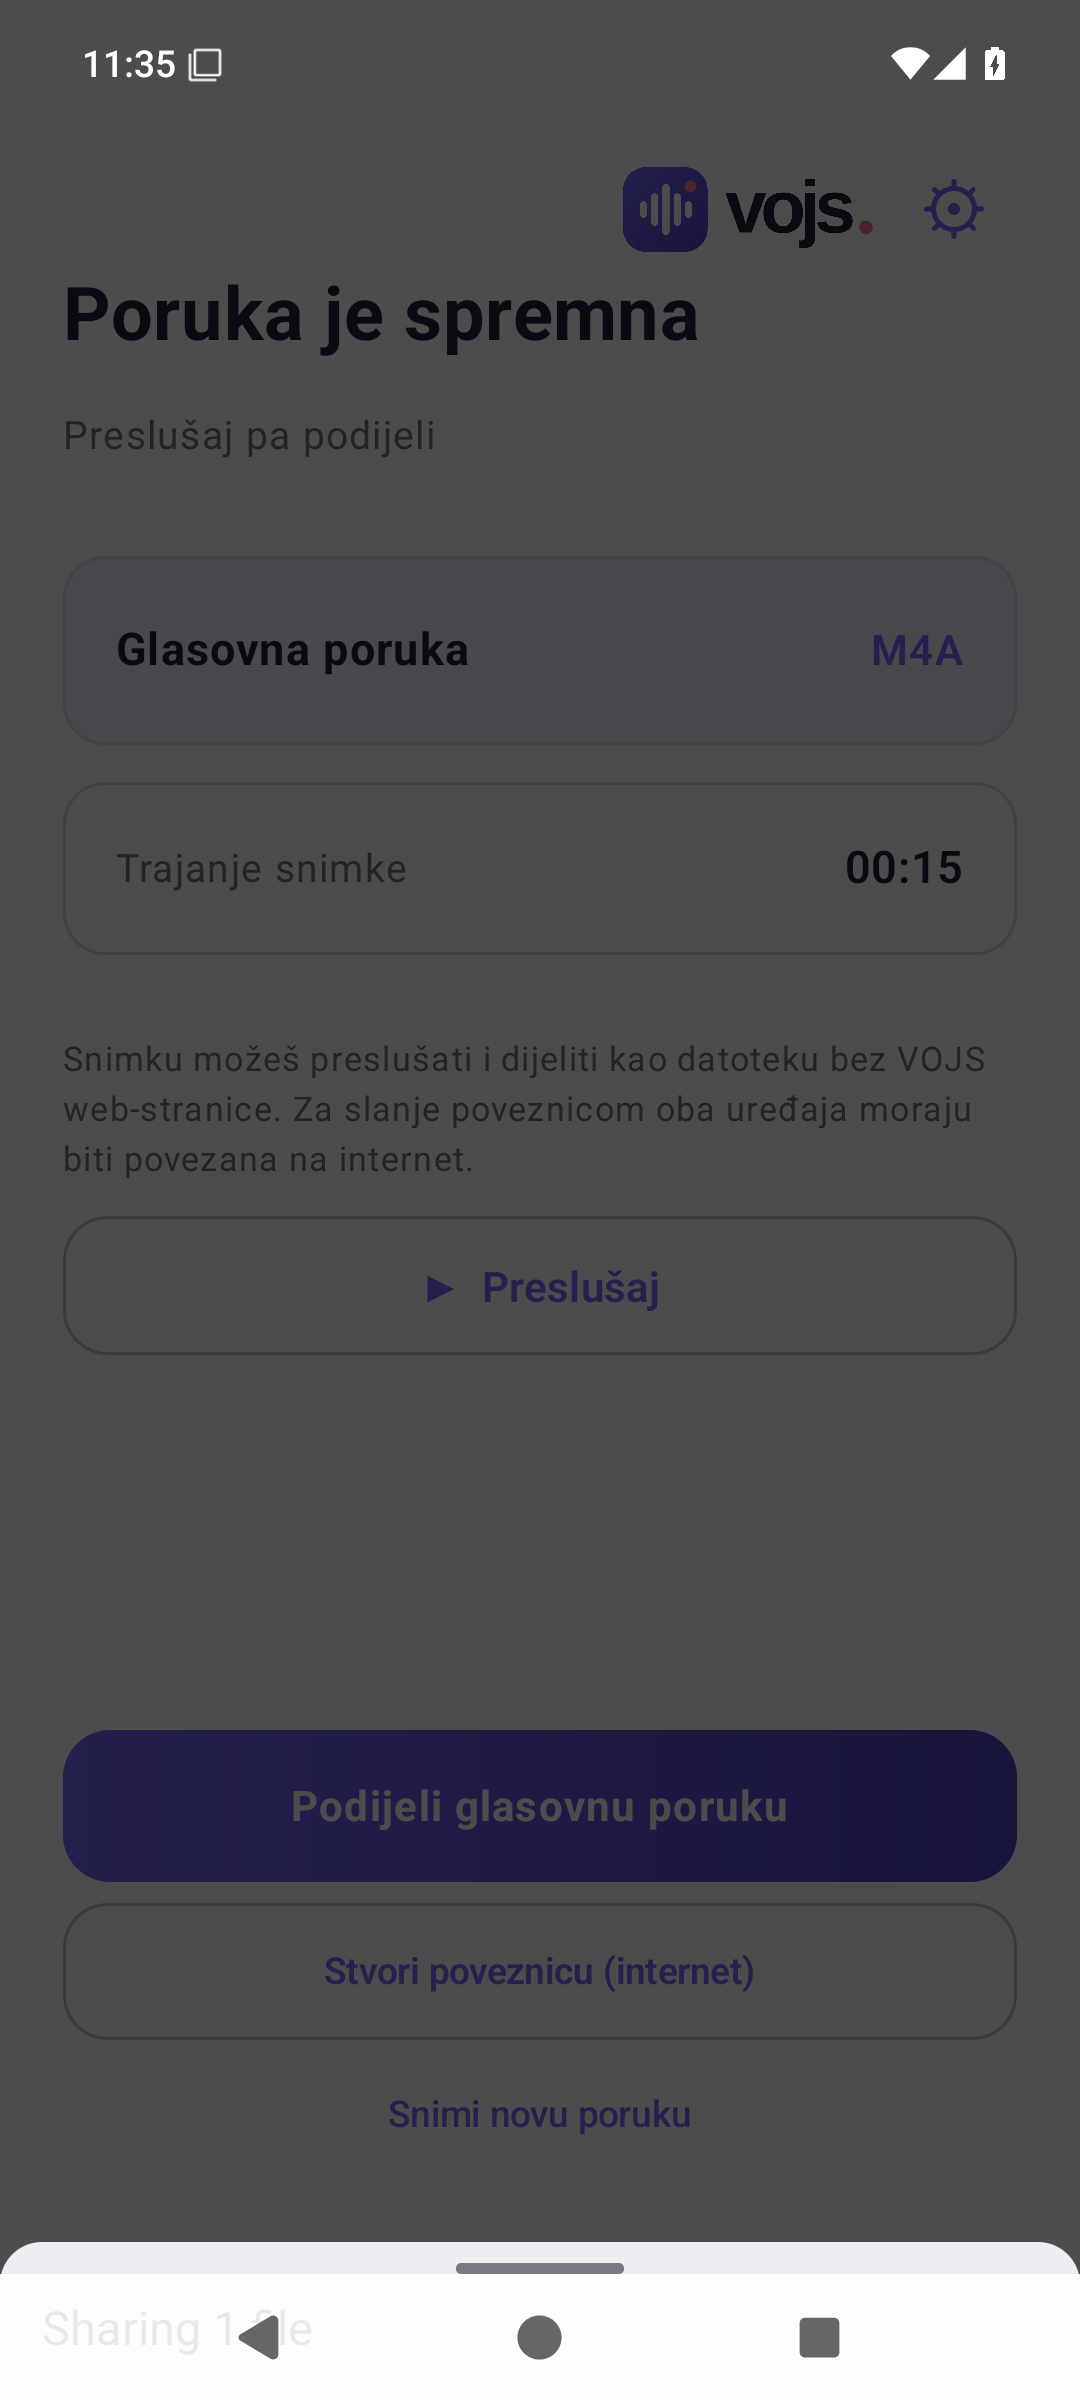 11:35
vojs.
Poruka je spremna
Preslušaj pa podijeli
Glasovna poruka
M4A
Trajanje snimke
00:15
Snimku možeš preslušati i dijeliti kao datoteku bez VOJS
web-stranice. Za slanje poveznicom oba uređaja moraju
biti povezana na internet.
Preslušaj
Podijeli glasovnu poruku
Stvori poveznicu (internet)
Snimi novu poruku
Sharing 1 file